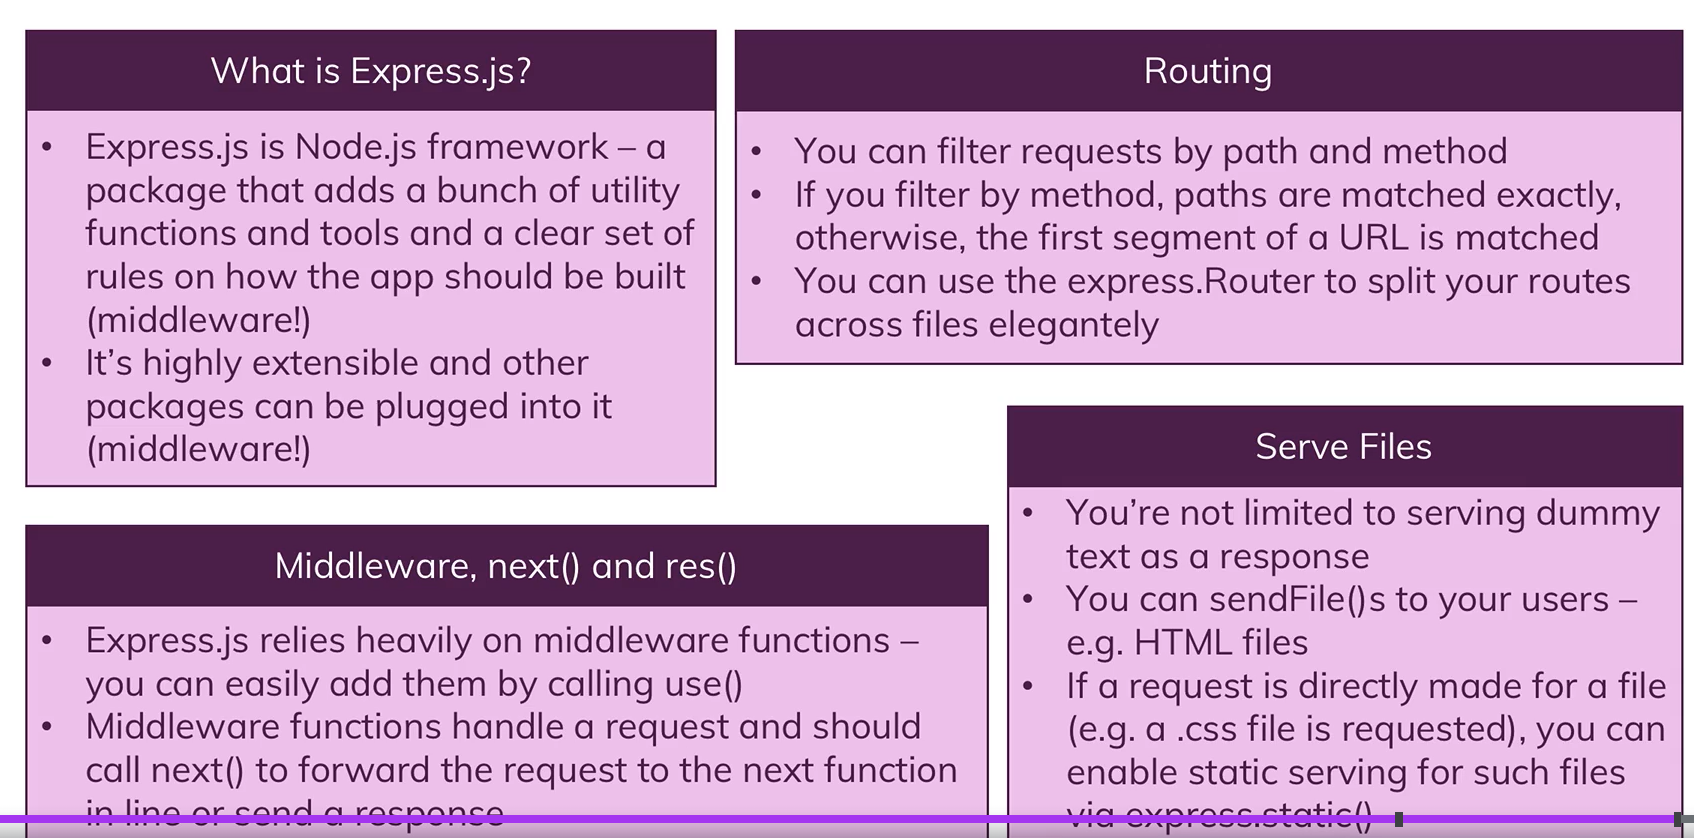 What is Express.js?
• Express.js is Node.js framework – a
package that adds a bunch of utility
functions and tools and a clear set of
rules on how the app should be built
(middleware!)
• It’s highly extensible and other
packages can be plugged into it
(middleware!)
Routing
• You can filter requests by path and method
• If you filter by method, paths are matched exactly,
otherwise, the first segment of a URL is matched
• You can use the express.Router to split your routes
across files elegantely
Middleware, next() and res()
• Express.js relies heavily on middleware functions –
you can easily add them by calling use()
• Middleware functions handle a request and should
call next() to forward the request to the next function
in line or send a response
Serve Files
• You’re not limited to serving dummy
text as a response
• You can sendFile()s to your users –
e.g. HTML files
• If a request is directly made for a file
(e.g. a .css file is requested), you can
enable static serving for such files
via express.static()